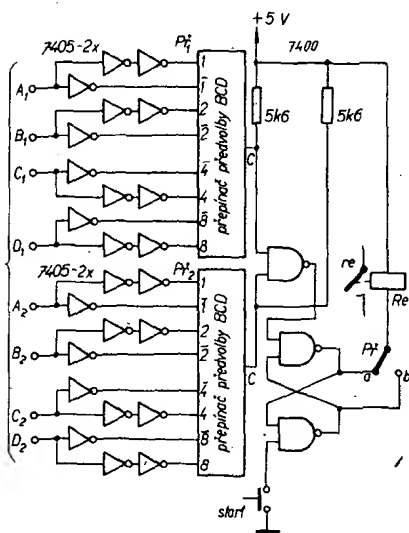 +5 V
7405-2x
Př₁
7400
A₁
1
1̅
přepínač předvolby BCD
5k6
5k6
B₁
2
2̅
C₁
4̅
4
C
D₁
8̅
8
re
Re
7405-2x
Př₂
A₂
1
1̅
přepínač předvolby BCD
Př
B₂
2
2̅
C
a
b
C₂
4̅
4
D₂
8̅
8
start